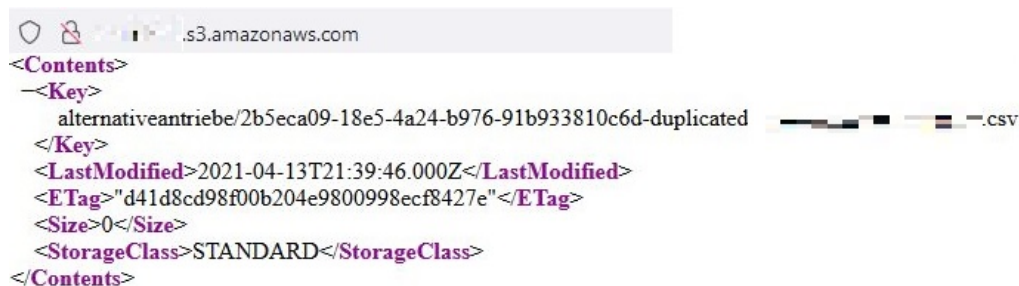 .s3.amazonaws.com
<Contents>
−<Key>
alternativeantriebe/2b5eca09-18e5-4a24-b976-91b933810c6d-duplicated .csv
</Key>
<LastModified>2021-04-13T21:39:46.000Z</LastModified>
<ETag>"d41d8cd98f00b204e9800998ecf8427e"</ETag>
<Size>0</Size>
<StorageClass>STANDARD</StorageClass>
</Contents>